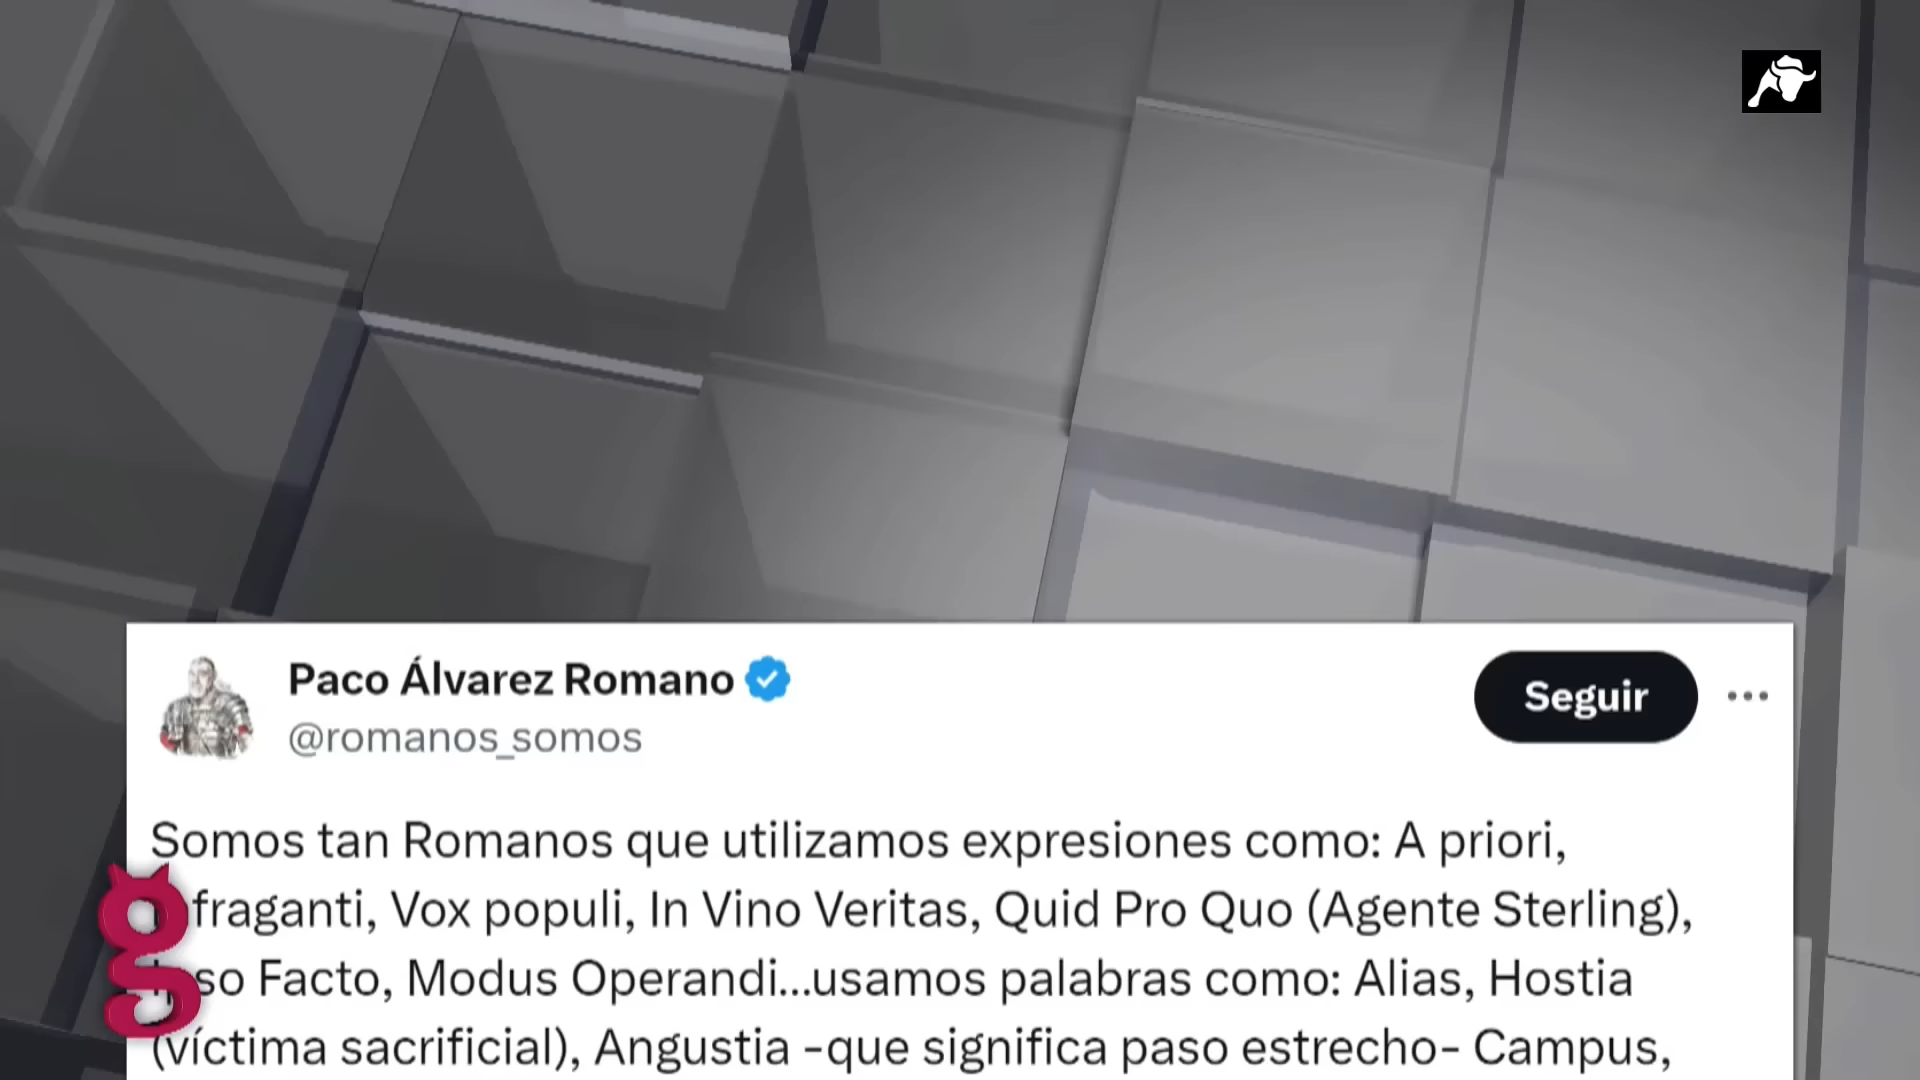 Paco Álvarez Romano
@romanos_somos
Seguir
Somos tan Romanos que utilizamos expresiones como: A priori,
fraganti, Vox populi, In Vino Veritas, Quid Pro Quo (Agente Sterling),
so Facto, Modus Operandi...usamos palabras como: Alias, Hostia
(víctima sacrificial), Angustia -que significa paso estrecho- Campus,
g